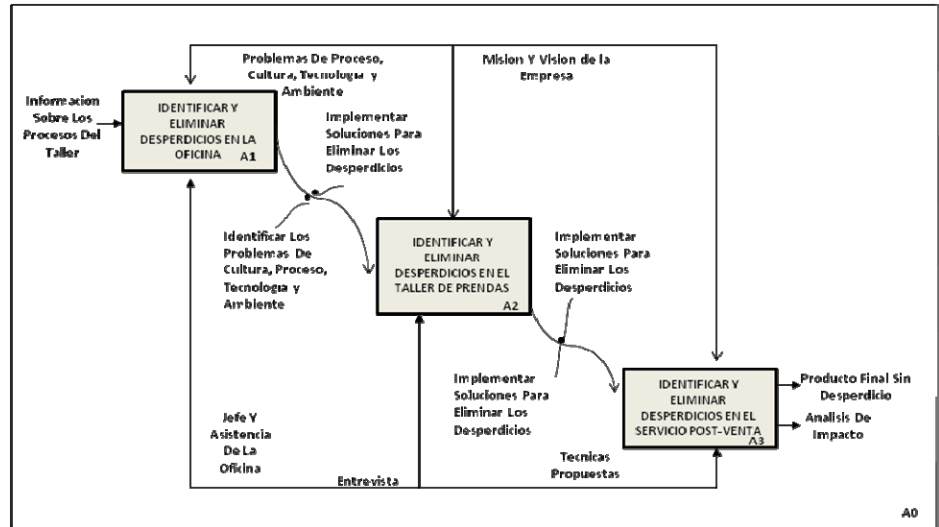 Problemas De Proceso,
Cultura, Tecnologia y
Ambiente
Mision Y Vision de la
Empresa
Informacion
Sobre Los
Procesos Del
Taller
IDENTIFICAR Y
ELIMINAR
DESPERDICIOS EN LA
OFICINA
A1
Implementar
Soluciones Para
Eliminar Los
Desperdicios
Identificar Los
Problemas De
Cultura, Proceso,
Tecnologia y
Ambiente
IDENTIFICAR Y
ELIMINAR
DESPERDICIOS EN EL
TALLER DE PRENDAS
A2
Implementar
Soluciones Para
Eliminar Los
Desperdicios
Implementar
Soluciones Para
Eliminar Los
Desperdicios
IDENTIFICAR Y
ELIMINAR
DESPERDICIOS EN EL
SERVICIO POST-VENTA
A3
Producto Final Sin
Desperdicio
Analisis De
Impacto
Jefe Y
Asistencia
De La
Oficina
Entrevista
Tecnicas
Propuestas
A0